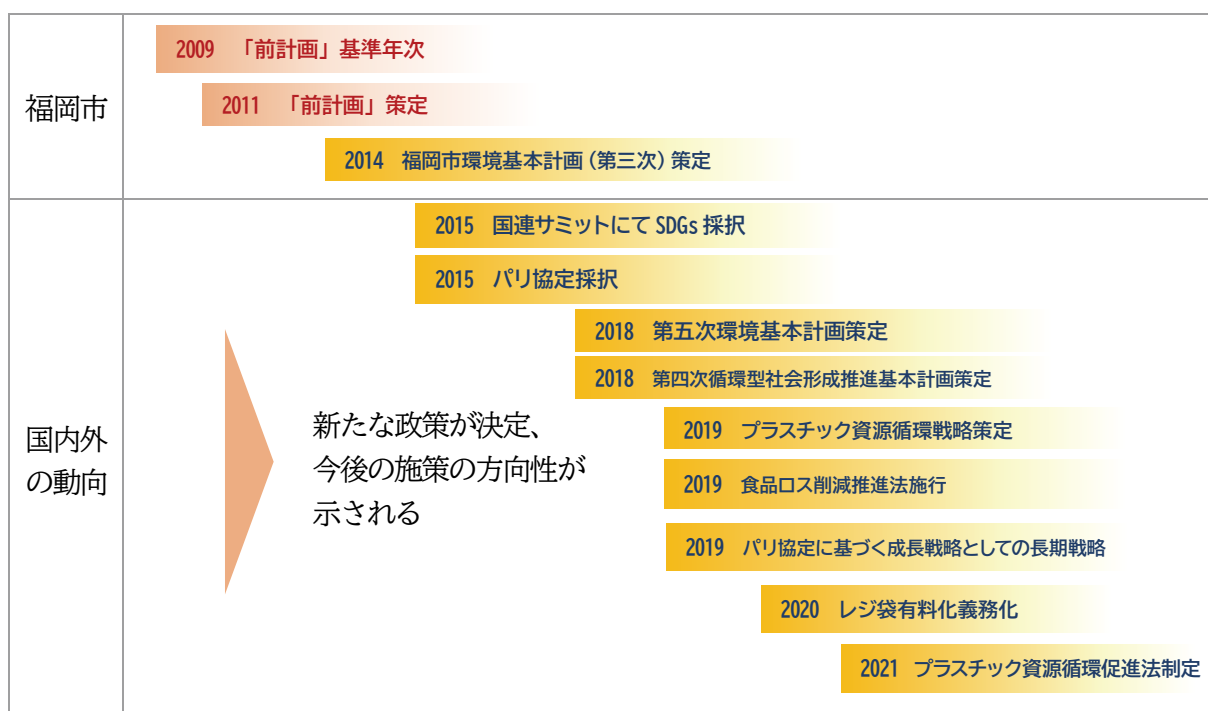 福岡市
2009 「前計画」基準年次
2011 「前計画」策定
2014 福岡市環境基本計画(第三次)策定
国内外
の動向
新たな政策が決定、
今後の施策の方向性が
示される
2015 国連サミットにて SDGs 採択
2015 パリ協定採択
2018 第五次環境基本計画策定
2018 第四次循環型社会形成推進基本計画策定
2019 プラスチック資源循環戦略策定
2019 食品ロス削減推進法施行
2019 パリ協定に基づく成長戦略としての長期戦略
2020 レジ袋有料化義務化
2021 プラスチック資源循環促進法制定